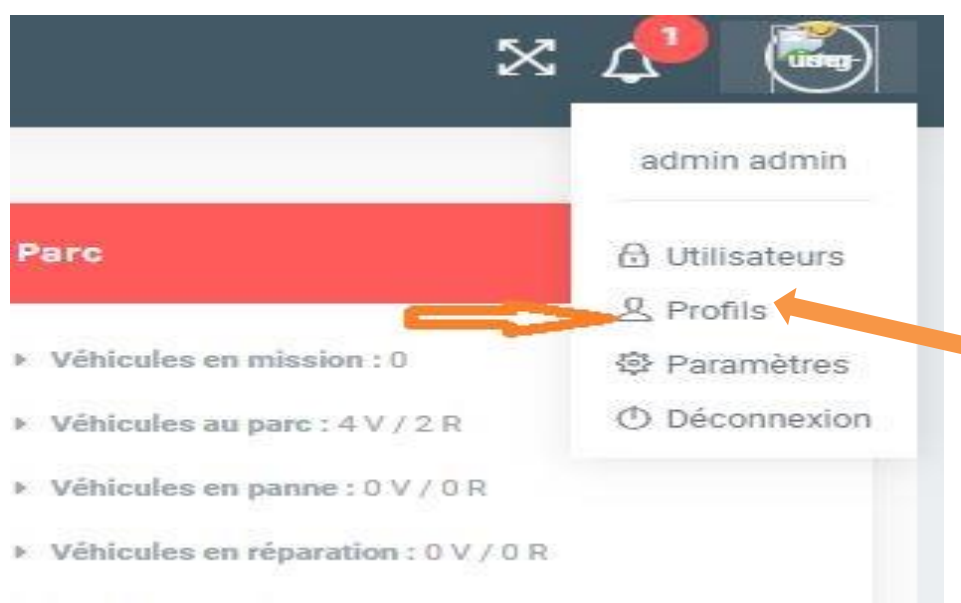 1
admin admin
Parc
Utilisateurs
Profils
Véhicules en mission : 0
Paramètres
Véhicules au parc : 4 V / 2 R
Déconnexion
Véhicules en panne : 0 V / 0 R
Véhicules en réparation : 0 V / 0 R